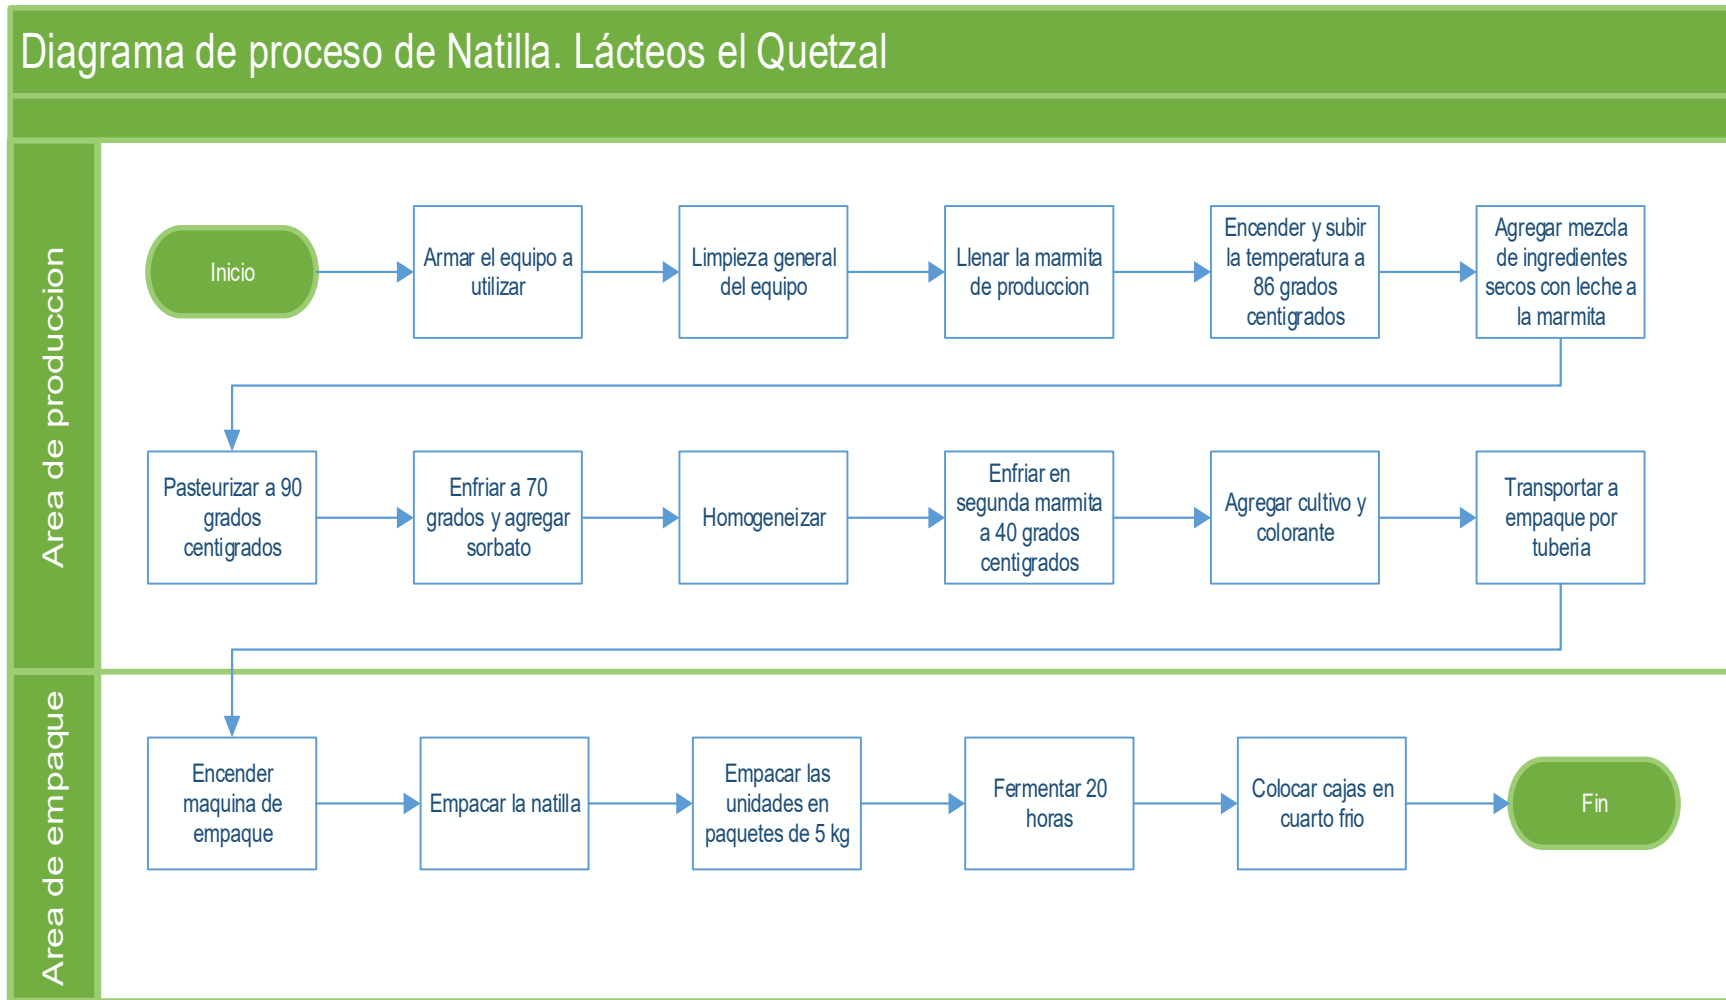 Diagrama de proceso de Natilla. Lácteos el Quetzal
Area de produccion
Inicio
Armar el equipo a
utilizar
Limpieza general
del equipo
Llenar la marmita
de produccion
Encender y subir
la temperatura a
86 grados
centigrados
Agregar mezcla
de ingredientes
secos con leche a
la marmita
Pasteurizar a 90
grados
centigrados
Enfriar a 70
grados y agregar
sorbato
Homogeneizar
Enfriar en
segunda marmita
a 40 grados
centigrados
Agregar cultivo y
colorante
Transportar a
empaque por
tuberia
Area de empaque
Encender
maquina de
empaque
Empacar la natilla
Empacar las
unidades en
paquetes de 5 kg
Fermentar 20
horas
Colocar cajas en
cuarto frio
Fin